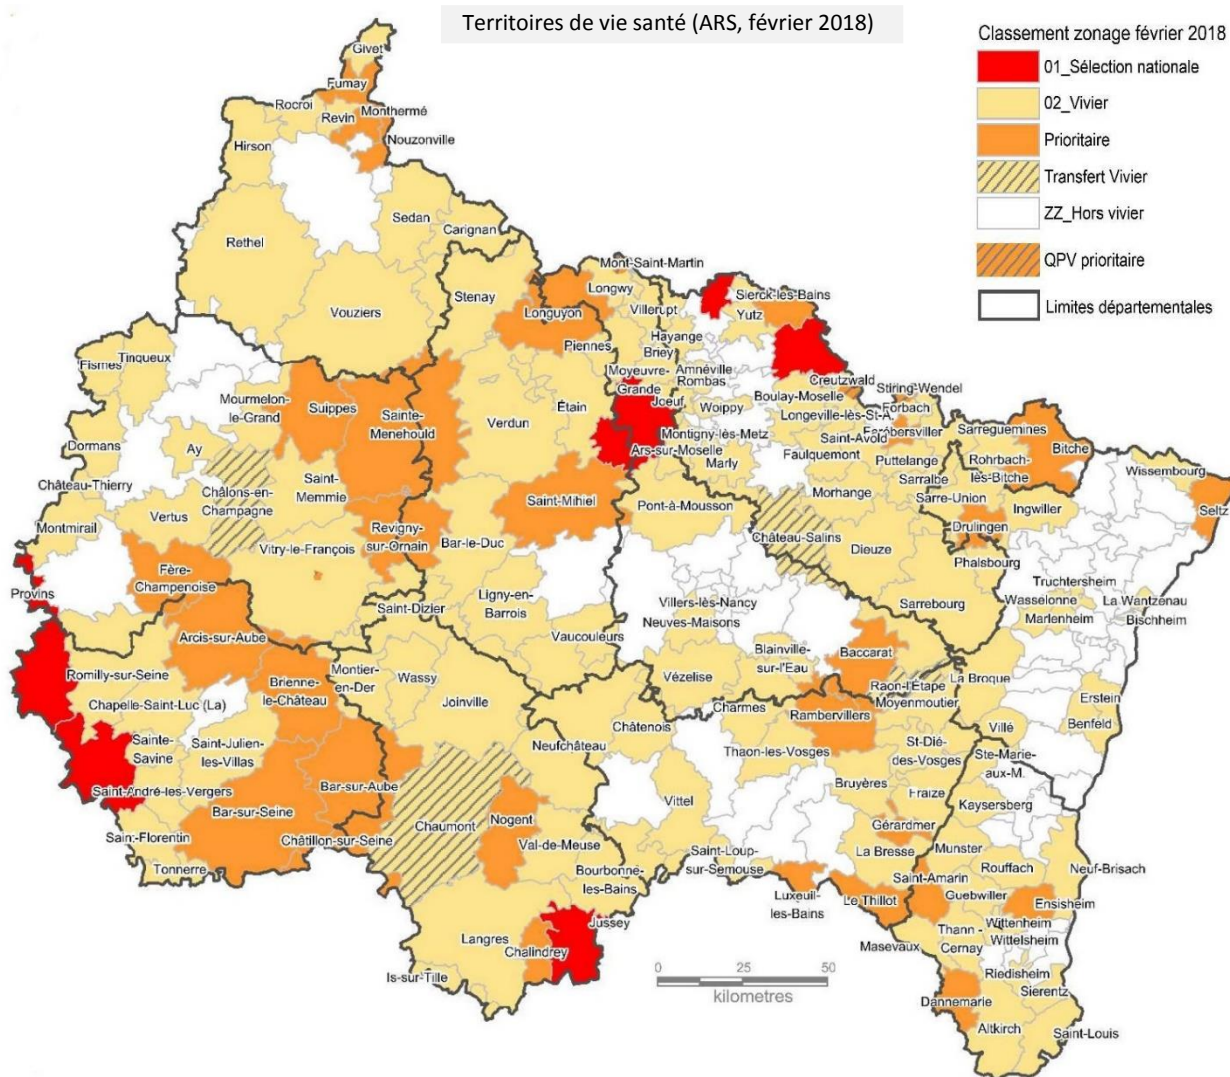 Territoires de vie santé (ARS, février 2018)
Classement zonage février 2018
01_Sélection nationale
02_Vivier
Prioritaire
Transfert Vivier
ZZ_Hors vivier
QPV prioritaire
Limites départementales
Givet
Fumay
Rocroi
Monthermé
Revin
Nouzonville
Hirson
Sedan
Rethel
Carignan
Mont-Saint-Martin
Stenay
Longwy
Sierck-les-Bains
Vouziers
Longuyon
Villerupt
Yutz
Hayange
Piennes
Briey
Tinqueux
Fismes
Moyeuvre-
Grande
Amnéville
Rombas
Creutzwald
Stiring-Wendel
Mourmelon-
le-Grand
Suippes
Sainte-
Menehould
Étain
Joeuf
Boulay-Moselle
Forbach
Woippy
Longeville-lès-St-A.
Verdun
Dormans
Ay
Montigny-lès-Metz
Saint-Avold
Sarreguemines
Bitche
Ars-sur-Moselle
Faulquemont
Puttelange
Rohrbach-
lès-Bitche
Wissembourg
Marly
Saint-
Memmie
Château-Thierry
Châlons-en-
Champagne
Sarralbe
Saint-Mihiel
Morhange
Sarre-Union
Ingwiller
Seltz
Pont-à-Mousson
Vertus
Montmirail
Revigny-
sur-Ornain
Drulingen
Bar-le-Duc
Château-Salins
Vitry-le-François
Dieuze
Phalsbourg
Fère-
Champenoise
Provins
Truchtersheim
Ligny-en-
Barrois
Villers-lès-Nancy
Sarrebourg
Wasselonne
La Wantzenau
Saint-Dizier
Neuves-Maisons
Marlenheim
Bischheim
Arcis-sur-Aube
Vaucouleurs
Blainville-
sur-l'Eau
Baccarat
Romilly-sur-Seine
Montier-
en-Der
Wassy
Vézelise
Raon-l'Étape
La Broque
Brienne-
le-Château
Joinville
Moyenmoutier
Erstein
Chapelle-Saint-Luc (La)
Charmes
Rambervillers
Benfeld
Châtenois
Villé
Sainte-
Savine
Saint-Julien-
les-Villas
Neufchâteau
Thaon-les-Vosges
St-Dié-
des-Vosges
Ste-Marie-
aux-M.
Bar-sur-Aube
Bruyères
Saint-André-les-Vergers
Vittel
Fraize
Kaysersberg
Bar-sur-Seine
Chaumont
Nogent
Gérardmer
Saint-Florentin
Châtillon-sur-Seine
Val-de-Meuse
La Bresse
Munster
Saint-Loup-
sur-Semouse
Tonnerre
Bourbonne-
les-Bains
Rouffach
Neuf-Brisach
Saint-Amarin
Guebwiller
Luxeuil-
les-Bains
Le Thillot
Ensisheim
Jussey
Thann
Cernay
Wittenheim
Langres
Masevaux
Wittelsheim
Chalindrey
Is-sur-Tille
Riedisheim
Sierentz
Dannemarie
Altkirch
Saint-Louis
0 25 50
kilometres